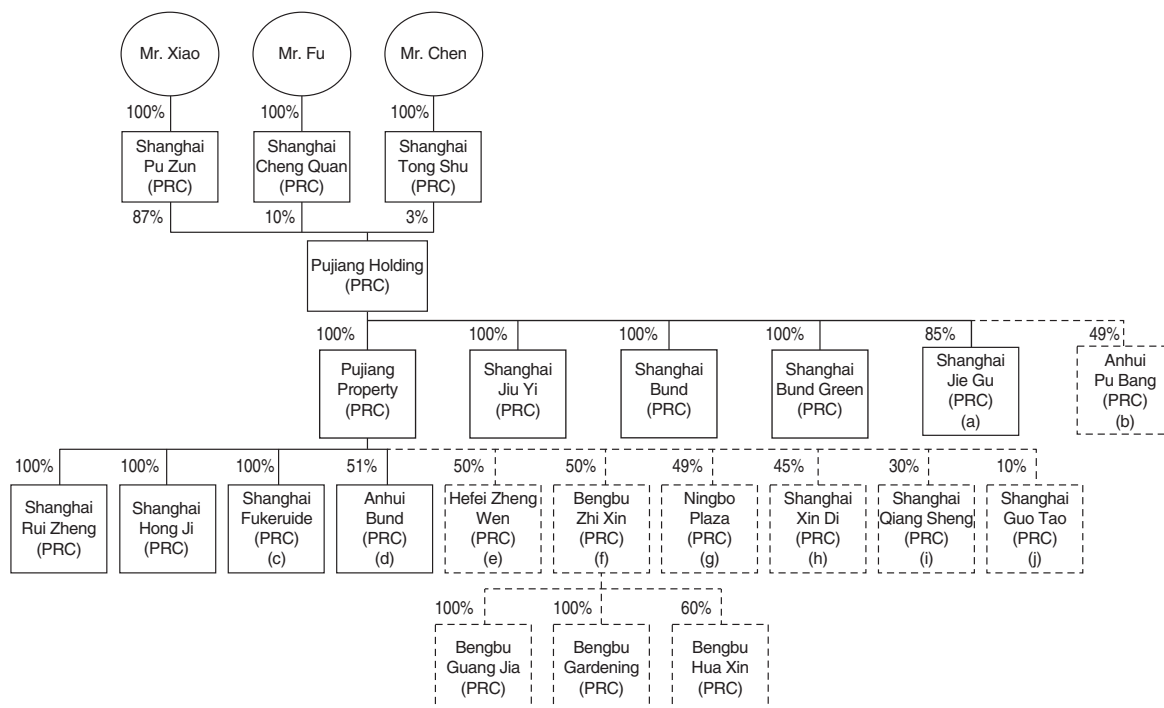 Mr. Xiao
Mr. Fu
Mr. Chen
100%
100%
100%
Shanghai
Pu Zun
(PRC)
Shanghai
Cheng Quan
(PRC)
Shanghai
Tong Shu
(PRC)
87%
10%
3%
Pujiang Holding
(PRC)
100%
100%
100%
100%
85%
49%
Pujiang
Property
(PRC)
Shanghai
Jiu Yi
(PRC)
Shanghai
Bund
(PRC)
Shanghai
Bund Green
(PRC)
Shanghai
Jie Gu
(PRC)
(a)
Anhui
Pu Bang
(PRC)
(b)
100%
100%
100%
51%
50%
50%
49%
45%
30%
10%
Shanghai
Rui Zheng
(PRC)
Shanghai
Hong Ji
(PRC)
Shanghai
Fukeruide
(PRC)
(c)
Anhui
Bund
(PRC)
(d)
Hefei Zheng
Wen
(PRC)
(e)
Bengbu
Zhi Xin
(PRC)
(f)
Ningbo
Plaza
(PRC)
(g)
Shanghai
Xin Di
(PRC)
(h)
Shanghai
Qiang Sheng
(PRC)
(i)
Shanghai
Guo Tao
(PRC)
(j)
100%
100%
60%
Bengbu
Guang Jia
(PRC)
Bengbu
Gardening
(PRC)
Bengbu
Hua Xin
(PRC)